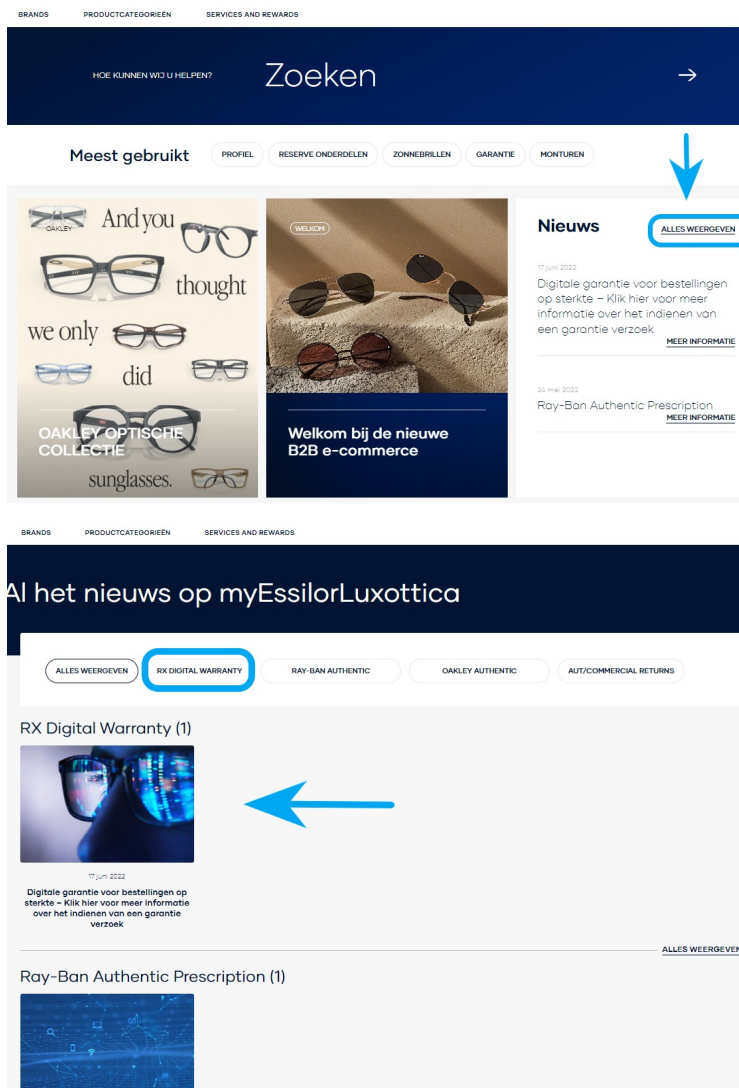 BRANDS PRODUCTCATEGORIEËN SERVICES AND REWARDS
HOE KUNNEN WIJ U HELPEN? Zoeken
Meest gebruikt PROFIEL RESERVE ONDERDELEN ZONNEBRILLEN GARANTIE MONTUREN
OAKLEY
And you
thought
we only
did
OAKLEY OPTISCHE
COLLECTIE
sunglasses.
WELKOM
Welkom bij de nieuwe
B2B e-commerce
Nieuws ALLES WEERGEVEN
17 juni 2022
Digitale garantie voor bestellingen
op sterkte – Klik hier voor meer
informatie over het indienen van
een garantie verzoek
MEER INFORMATIE
24 mei 2022
Ray-Ban Authentic Prescription
MEER INFORMATIE
BRANDS PRODUCTCATEGORIEËN SERVICES AND REWARDS
Al het nieuws op myEssilorLuxottica
ALLES WEERGEVEN RX DIGITAL WARRANTY RAY-BAN AUTHENTIC OAKLEY AUTHENTIC AUT/COMMERCIAL RETURNS
RX Digital Warranty (1)
17 juni 2022
Digitale garantie voor bestellingen op
sterkte – Klik hier voor meer informatie
over het indienen van een garantie
verzoek
ALLES WEERGEVEN
Ray-Ban Authentic Prescription (1)